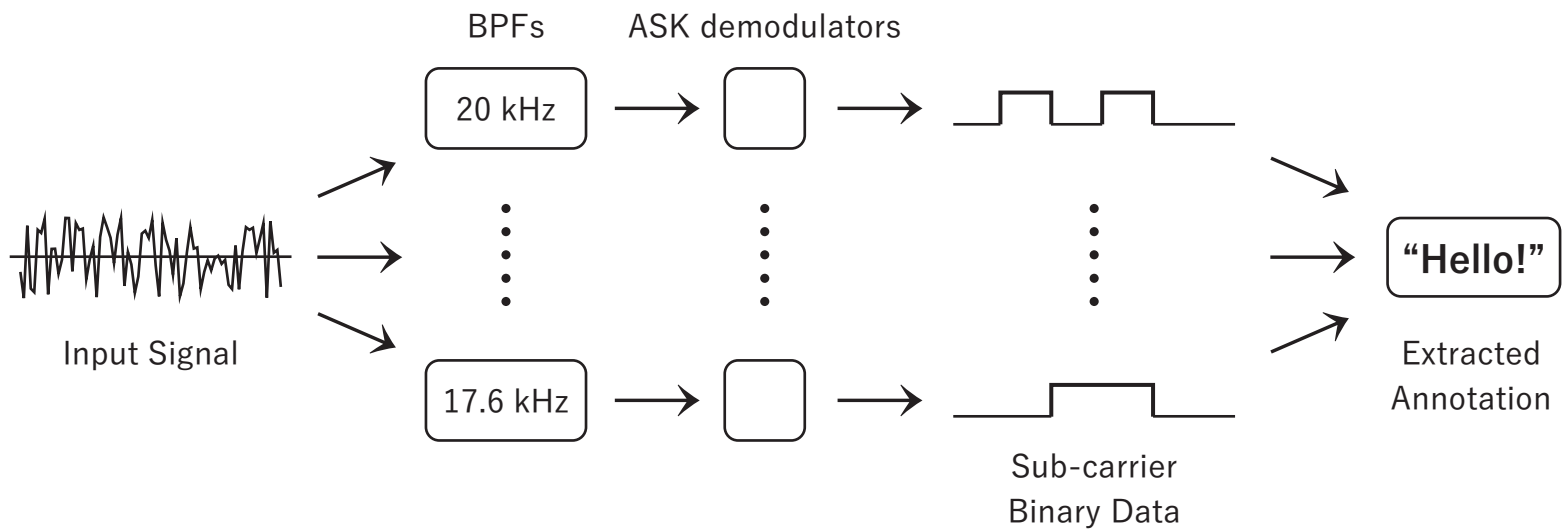 BPFs
ASK demodulators
20 kHz
Input Signal
“Hello!”
17.6 kHz
Extracted
Annotation
Sub-carrier
Binary Data